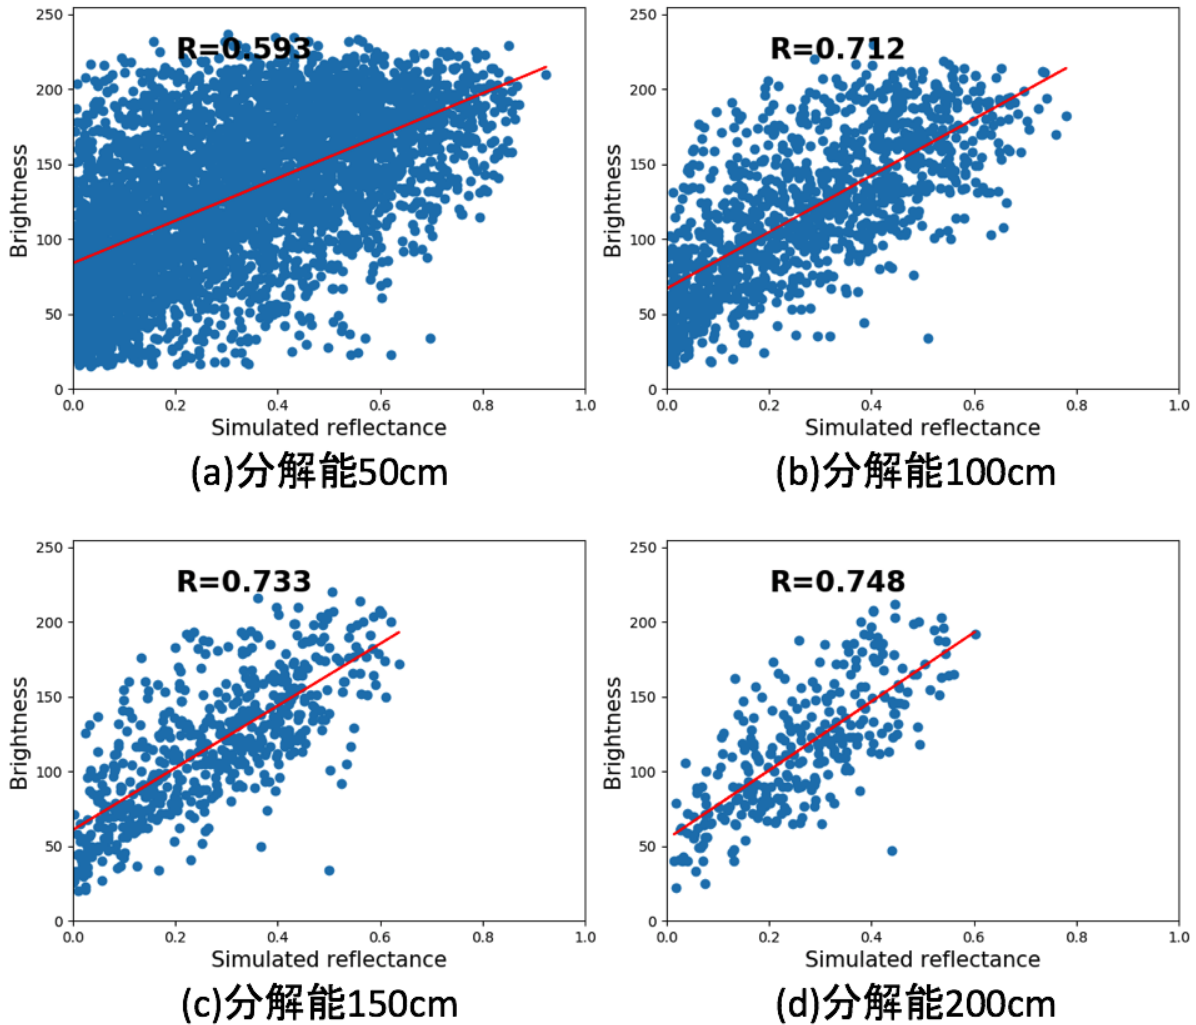 R=0.593
250
200
150
100
50
0
Brightness
0.0 0.2 0.4 0.6 0.8 1.0
Simulated reflectance
(a)分解能50cm
R=0.712
250
200
150
100
50
0
Brightness
0.0 0.2 0.4 0.6 0.8 1.0
Simulated reflectance
(b)分解能100cm
R=0.733
250
200
150
100
50
0
Brightness
0.0 0.2 0.4 0.6 0.8 1.0
Simulated reflectance
(c)分解能150cm
R=0.748
250
200
150
100
50
0
Brightness
0.0 0.2 0.4 0.6 0.8 1.0
Simulated reflectance
(d)分解能200cm